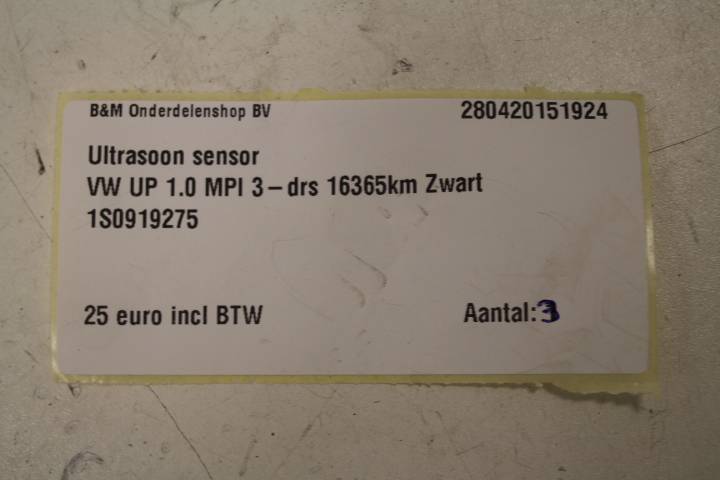 B&M Onderdelenshop BV 280420151924
Ultrasoon sensor
VW UP 1.0 MPI 3-drs 16365km Zwart
1S0919275
25 euro incl BTW Aantal:3